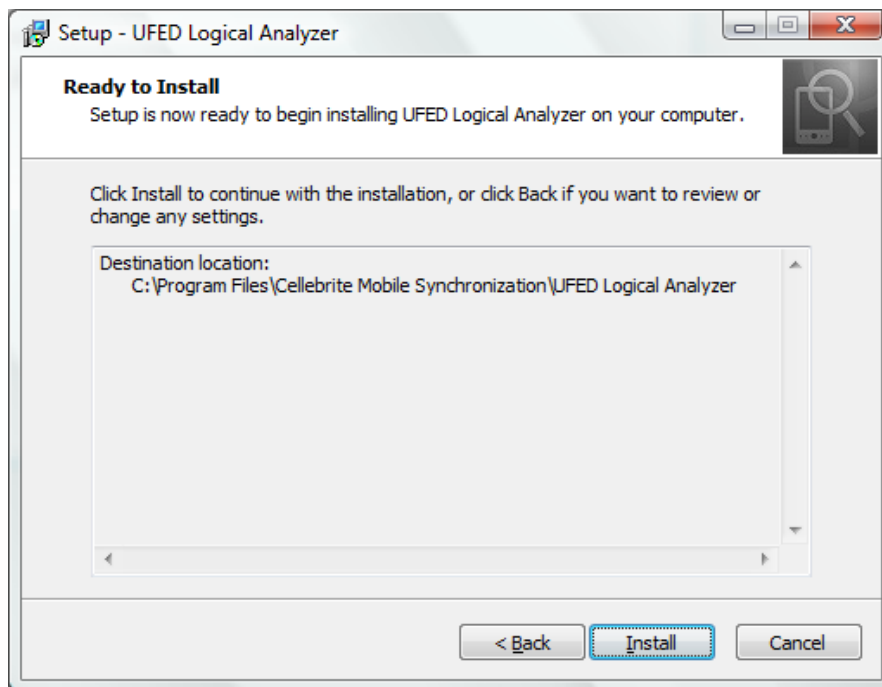 Setup - UFED Logical Analyzer
Ready to Install
Setup is now ready to begin installing UFED Logical Analyzer on your computer.
Click Install to continue with the installation, or click Back if you want to review or
change any settings.
Destination location:
C:\Program Files\Cellebrite Mobile Synchronization\UFED Logical Analyzer
< Back
Install
Cancel